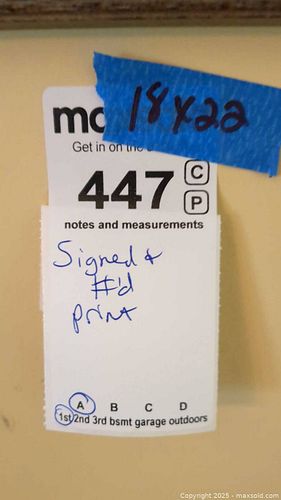 18x22
Get in on the
447
C
P
notes and measurements
Signed &
#'d
print
A B C D
1st 2nd 3rd bsmt garage outdoors
Copyright 2025 - maxsold.com